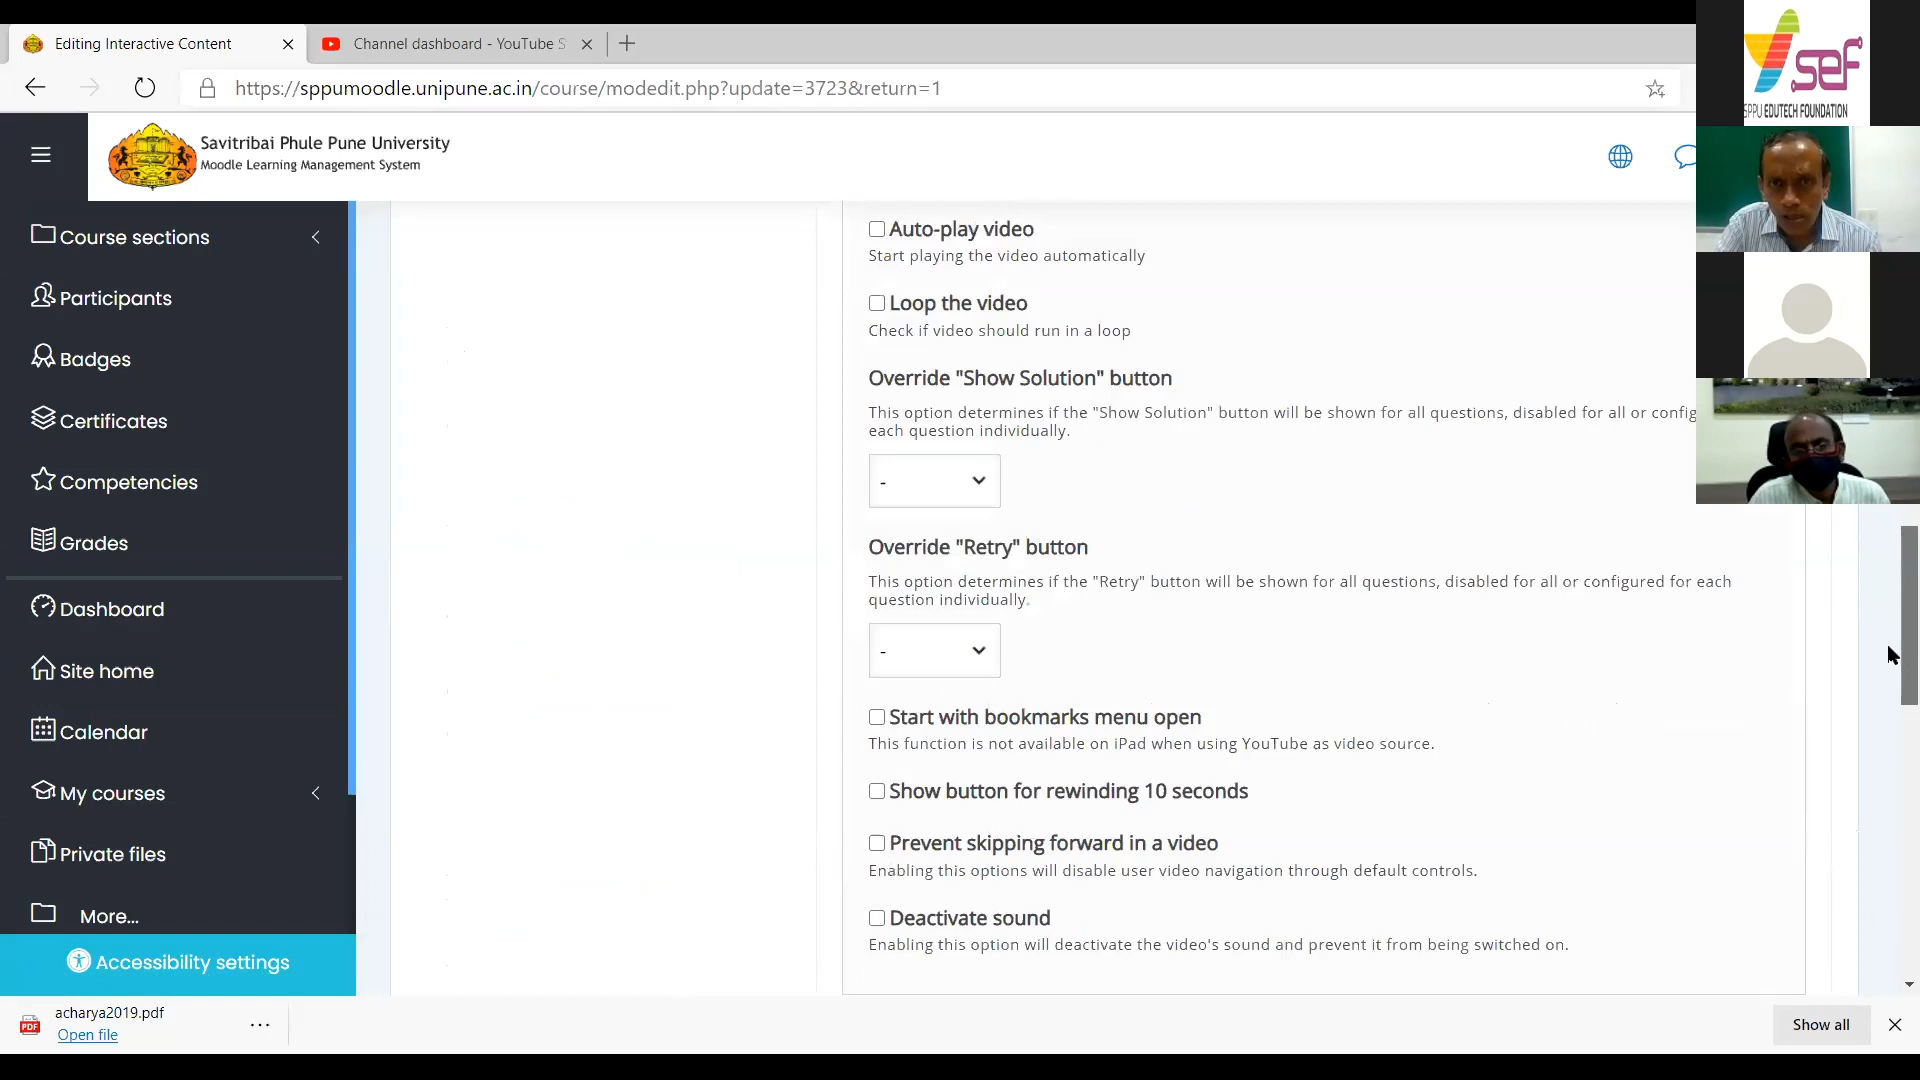 Editing Interactive Content
Channel dashboard - YouTube S
https://sppumoodle.unipune.ac.in/course/modedit.php?update=3723&return=1
sef
SPPU EDUTECH FOUNDATION
Savitribai Phule Pune University
Moodle Learning Management System
Course sections
Participants
Badges
Certificates
Competencies
Grades
Dashboard
Site home
Calendar
My courses
Private files
More...
Accessibility settings
Auto-play video
Start playing the video automatically
Loop the video
Check if video should run in a loop
Override "Show Solution" button
This option determines if the "Show Solution" button will be shown for all questions, disabled for all or config
each question individually.
-
Override "Retry" button
This option determines if the "Retry" button will be shown for all questions, disabled for all or configured for each
question individually.
-
Start with bookmarks menu open
This function is not available on iPad when using YouTube as video source.
Show button for rewinding 10 seconds
Prevent skipping forward in a video
Enabling this options will disable user video navigation through default controls.
Deactivate sound
Enabling this option will deactivate the video's sound and prevent it from being switched on.
PDF
acharya2019.pdf
Open file
Show all